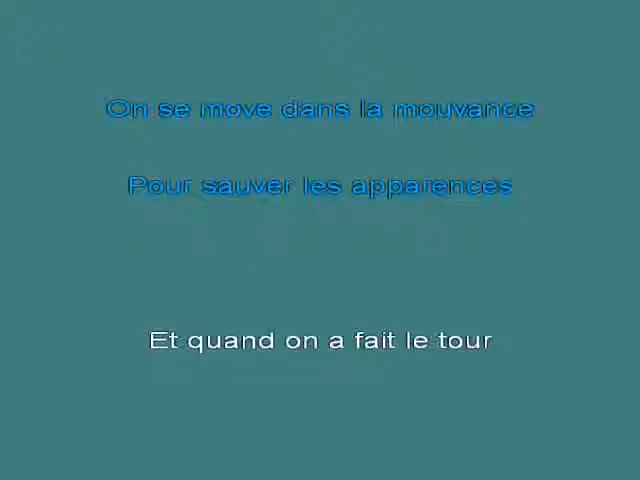 On se move dans la mouvance
Pour sauver les apparences
Et quand on a fait le tour